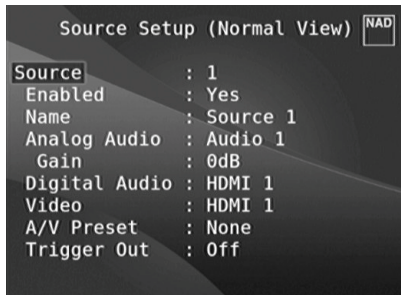 Source Setup (Normal View) NAD
Source : 1
Enabled : Yes
Name : Source 1
Analog Audio : Audio 1
Gain : 0dB
Digital Audio : HDMI 1
Video : HDMI 1
A/V Preset : None
Trigger Out : Off